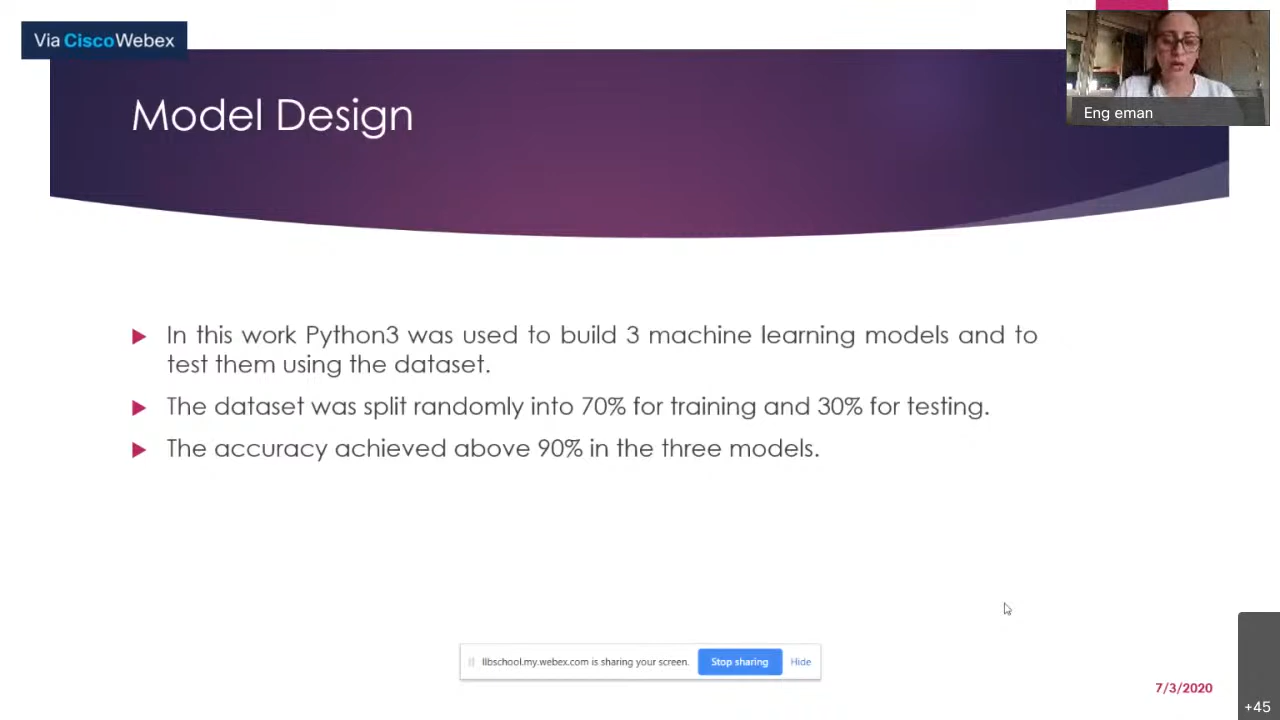 Via CiscoWebex
Model Design
Eng eman
In this work Python3 was used to build 3 machine learning models and to
test them using the dataset.
The dataset was split randomly into 70% for training and 30% for testing.
The accuracy achieved above 90% in the three models.
llbschool.my.webex.com is sharing your screen. Stop sharing Hide
7/3/2020
+45